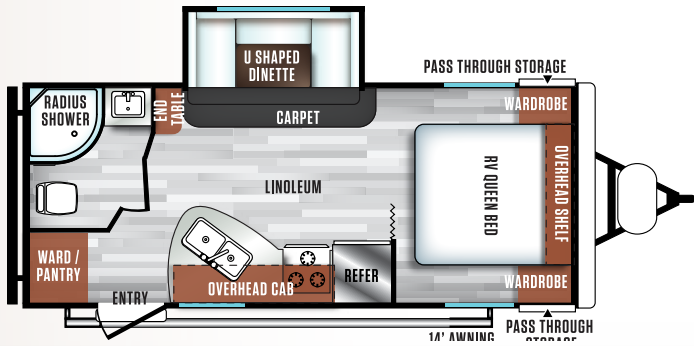 PASS THROUGH STORAGE
U SHAPED
DINETTE
RADIUS
SHOWER
END
TABLE
CARPET
WARDROBE
LINOLEUM
RV QUEEN BED
OVERHEAD SHELF
WARD /
PANTRY
REFER
OVERHEAD CAB
WARDROBE
ENTRY
14' AWNING
PASS THROUGH
STORAGE